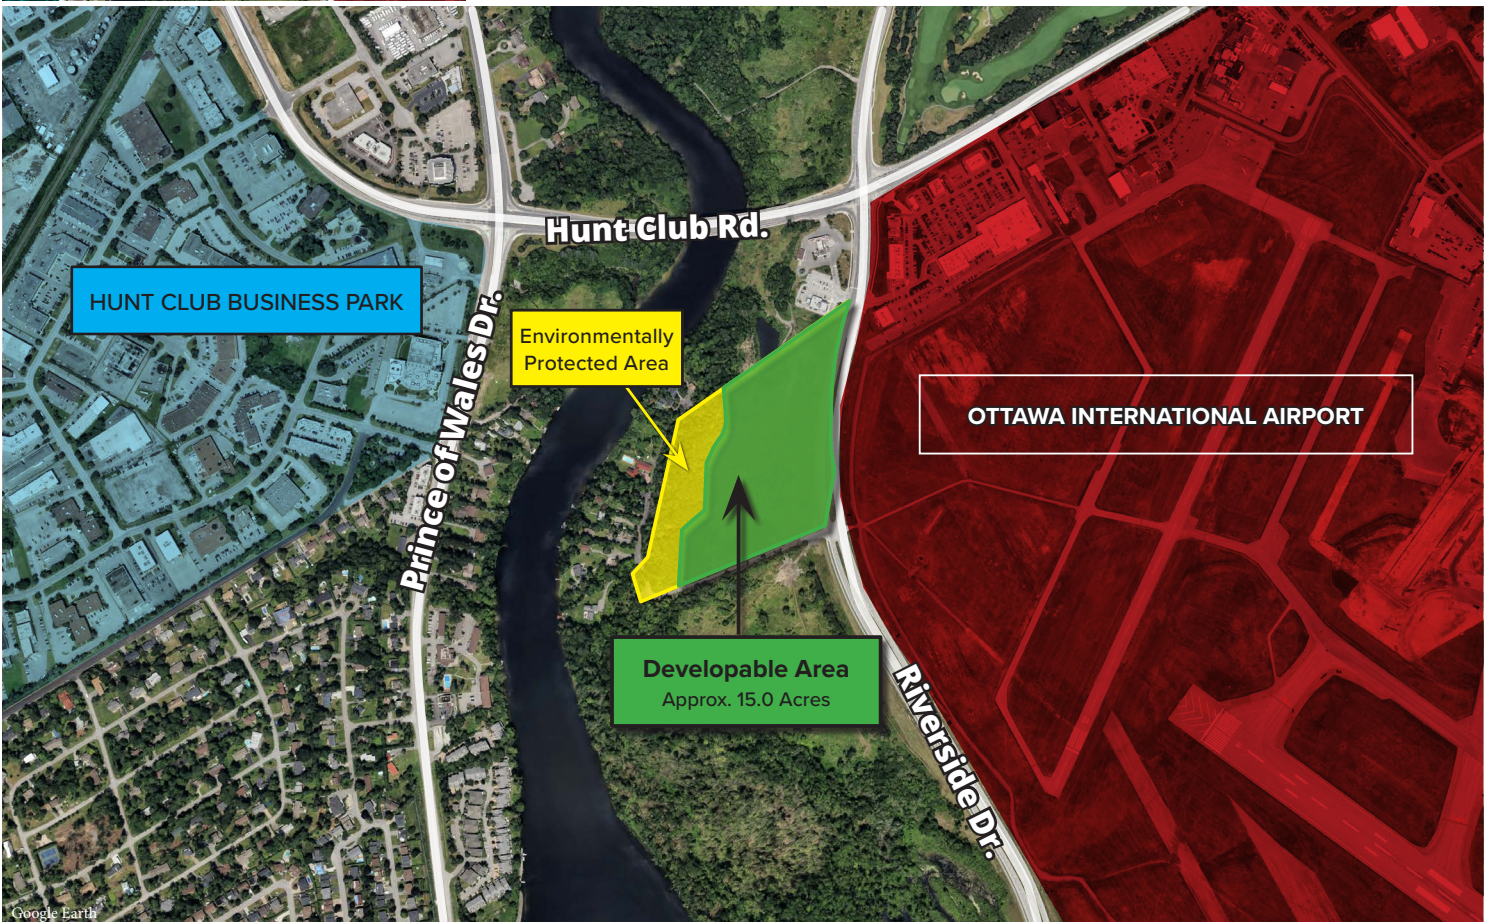 Hunt Club Rd.
HUNT CLUB BUSINESS PARK
Prince of Wales Dr.
Environmentally
Protected Area
OTTAWA INTERNATIONAL AIRPORT
Developable Area
Approx. 15.0 Acres
Riverside Dr.
Google Earth